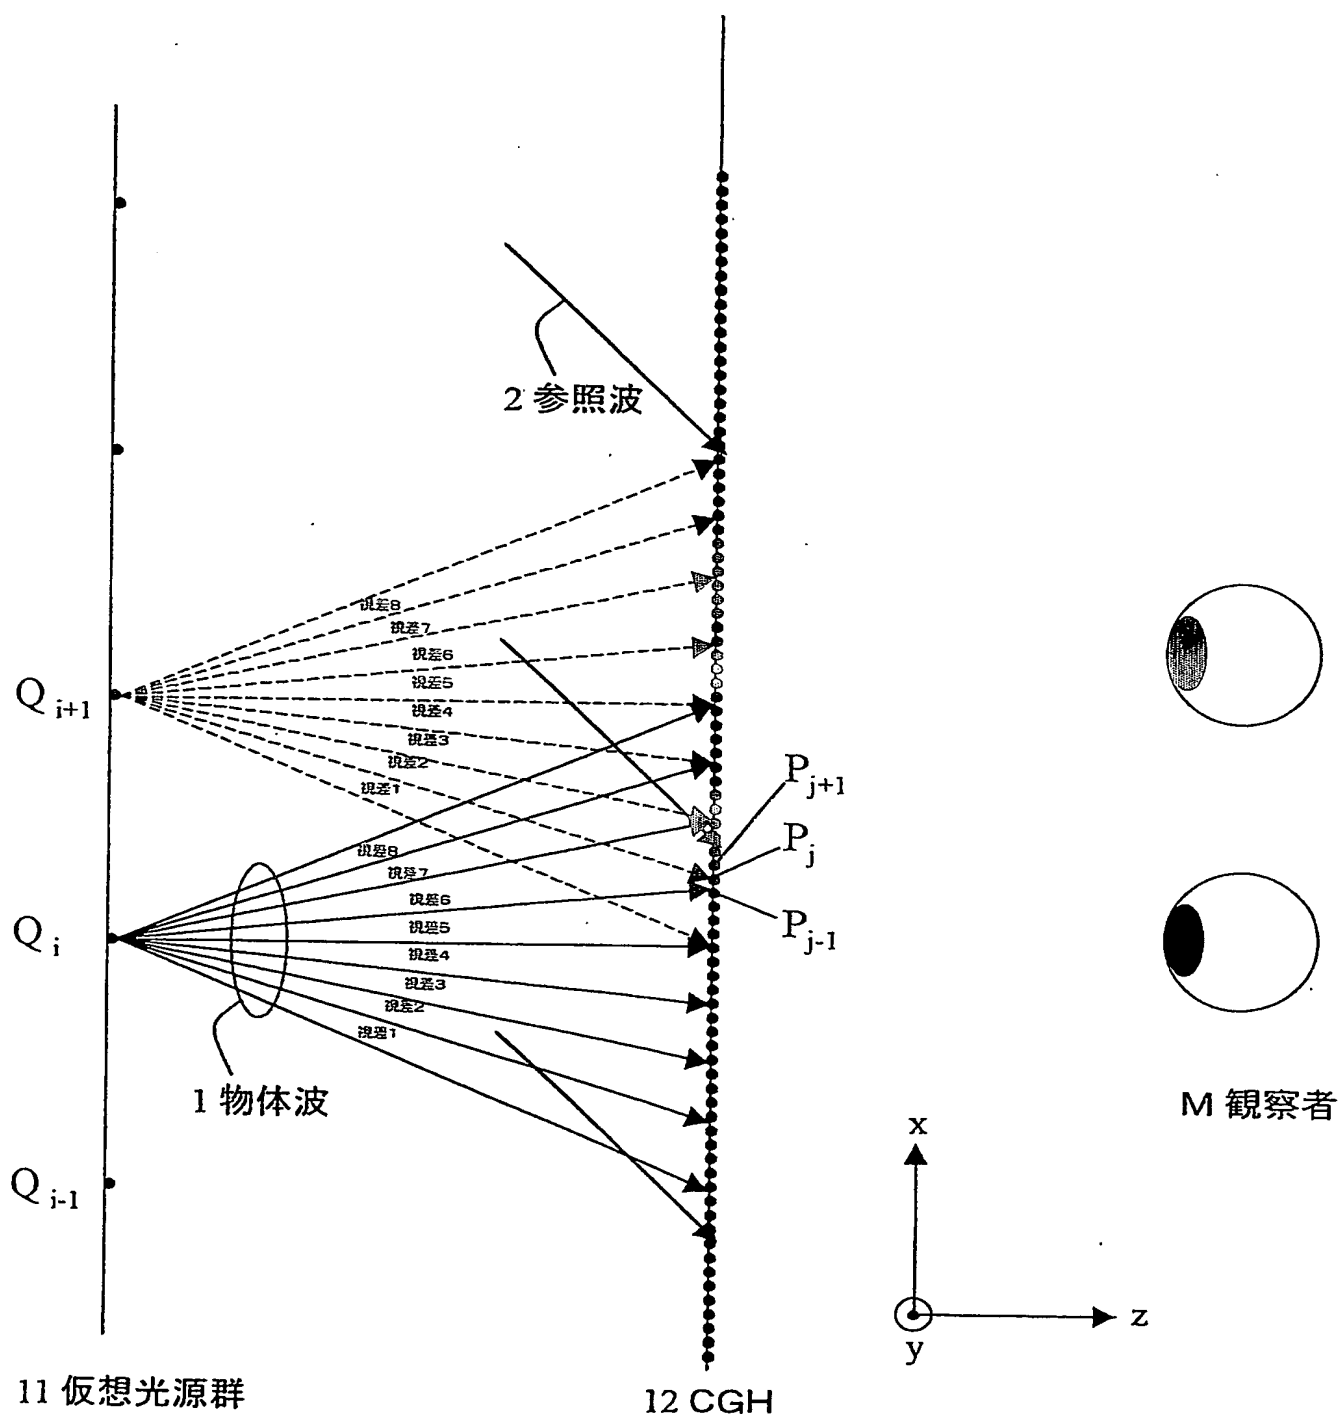 2 参照波
視差8
視差7
視差6
視差5
視差4
視差3
視差2
視差1
Q i+1
P j+1
P j
P j-1
視差8
視差7
視差6
視差5
視差4
視差3
視差2
視差1
Q i
1 物体波
Q i-1
M 観察者
x
z
y
11 仮想光源群
12 CGH